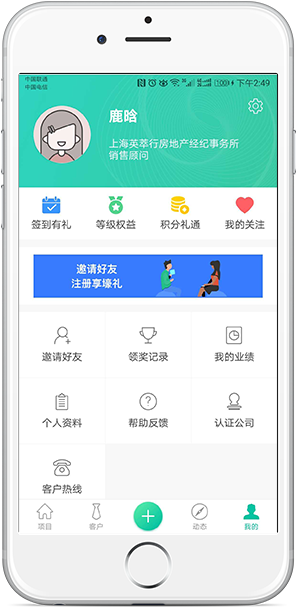 中国联通
中国电信
100%
下午2:49
鹿晗
上海英萃行房地产经纪事务所
销售顾问
签到有礼
等级权益
积分礼通
我的关注
邀请好友
注册享壕礼
邀请好友
领奖记录
我的业绩
个人资料
帮助反馈
认证公司
客户热线
项目
客户
动态
我的